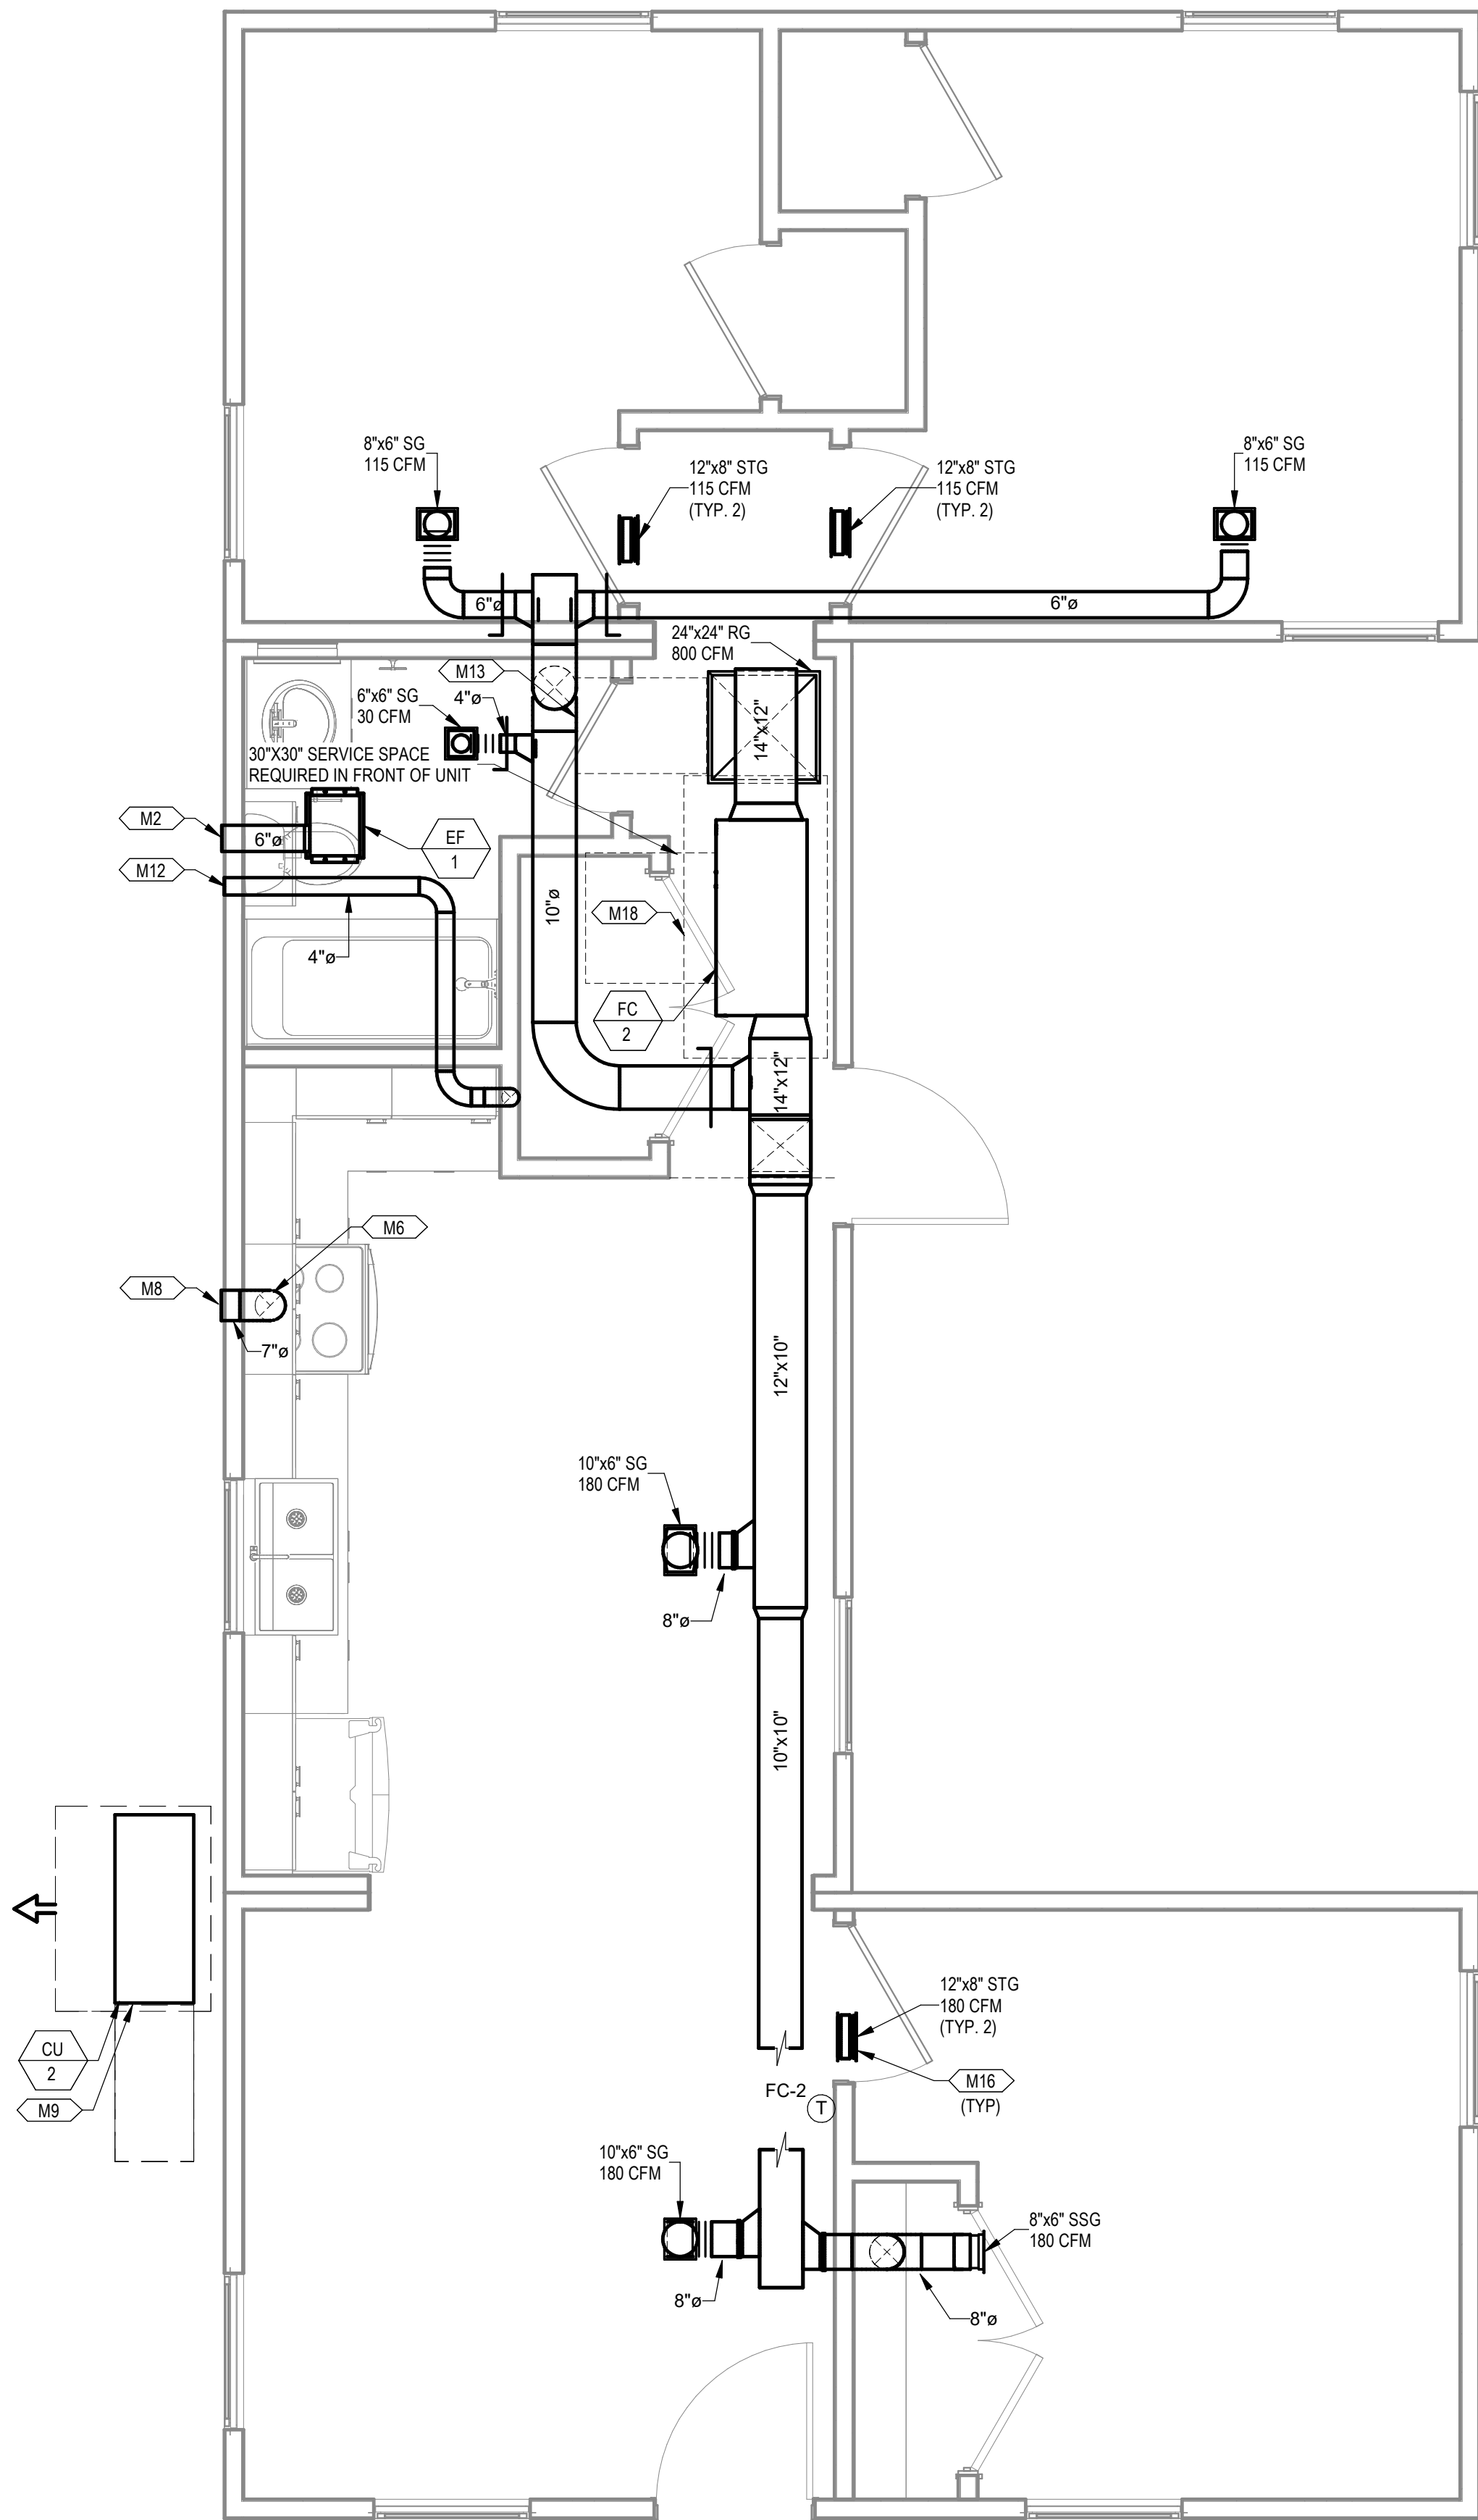 8"x6" SG
115 CFM
12"x8" STG
115 CFM
(TYP. 2)
12"x8" STG
115 CFM
(TYP. 2)
8"x6" SG
115 CFM
6"ø
6"ø
24"x24" RG
800 CFM
M13
6"x6" SG
30 CFM
4"ø
14"x12"
30"X30" SERVICE SPACE
REQUIRED IN FRONT OF UNIT
M2
6"ø
EF
1
M12
10"ø
M18
4"ø
FC
2
14"x12"
M6
M8
7"ø
12"x10"
10"x6" SG
180 CFM
8"ø
10"x10"
12"x8" STG
180 CFM
(TYP. 2)
CU
2
M9
M16
(TYP)
FC-2
T
10"x6" SG
180 CFM
8"x6" SSG
180 CFM
8"ø
8"ø